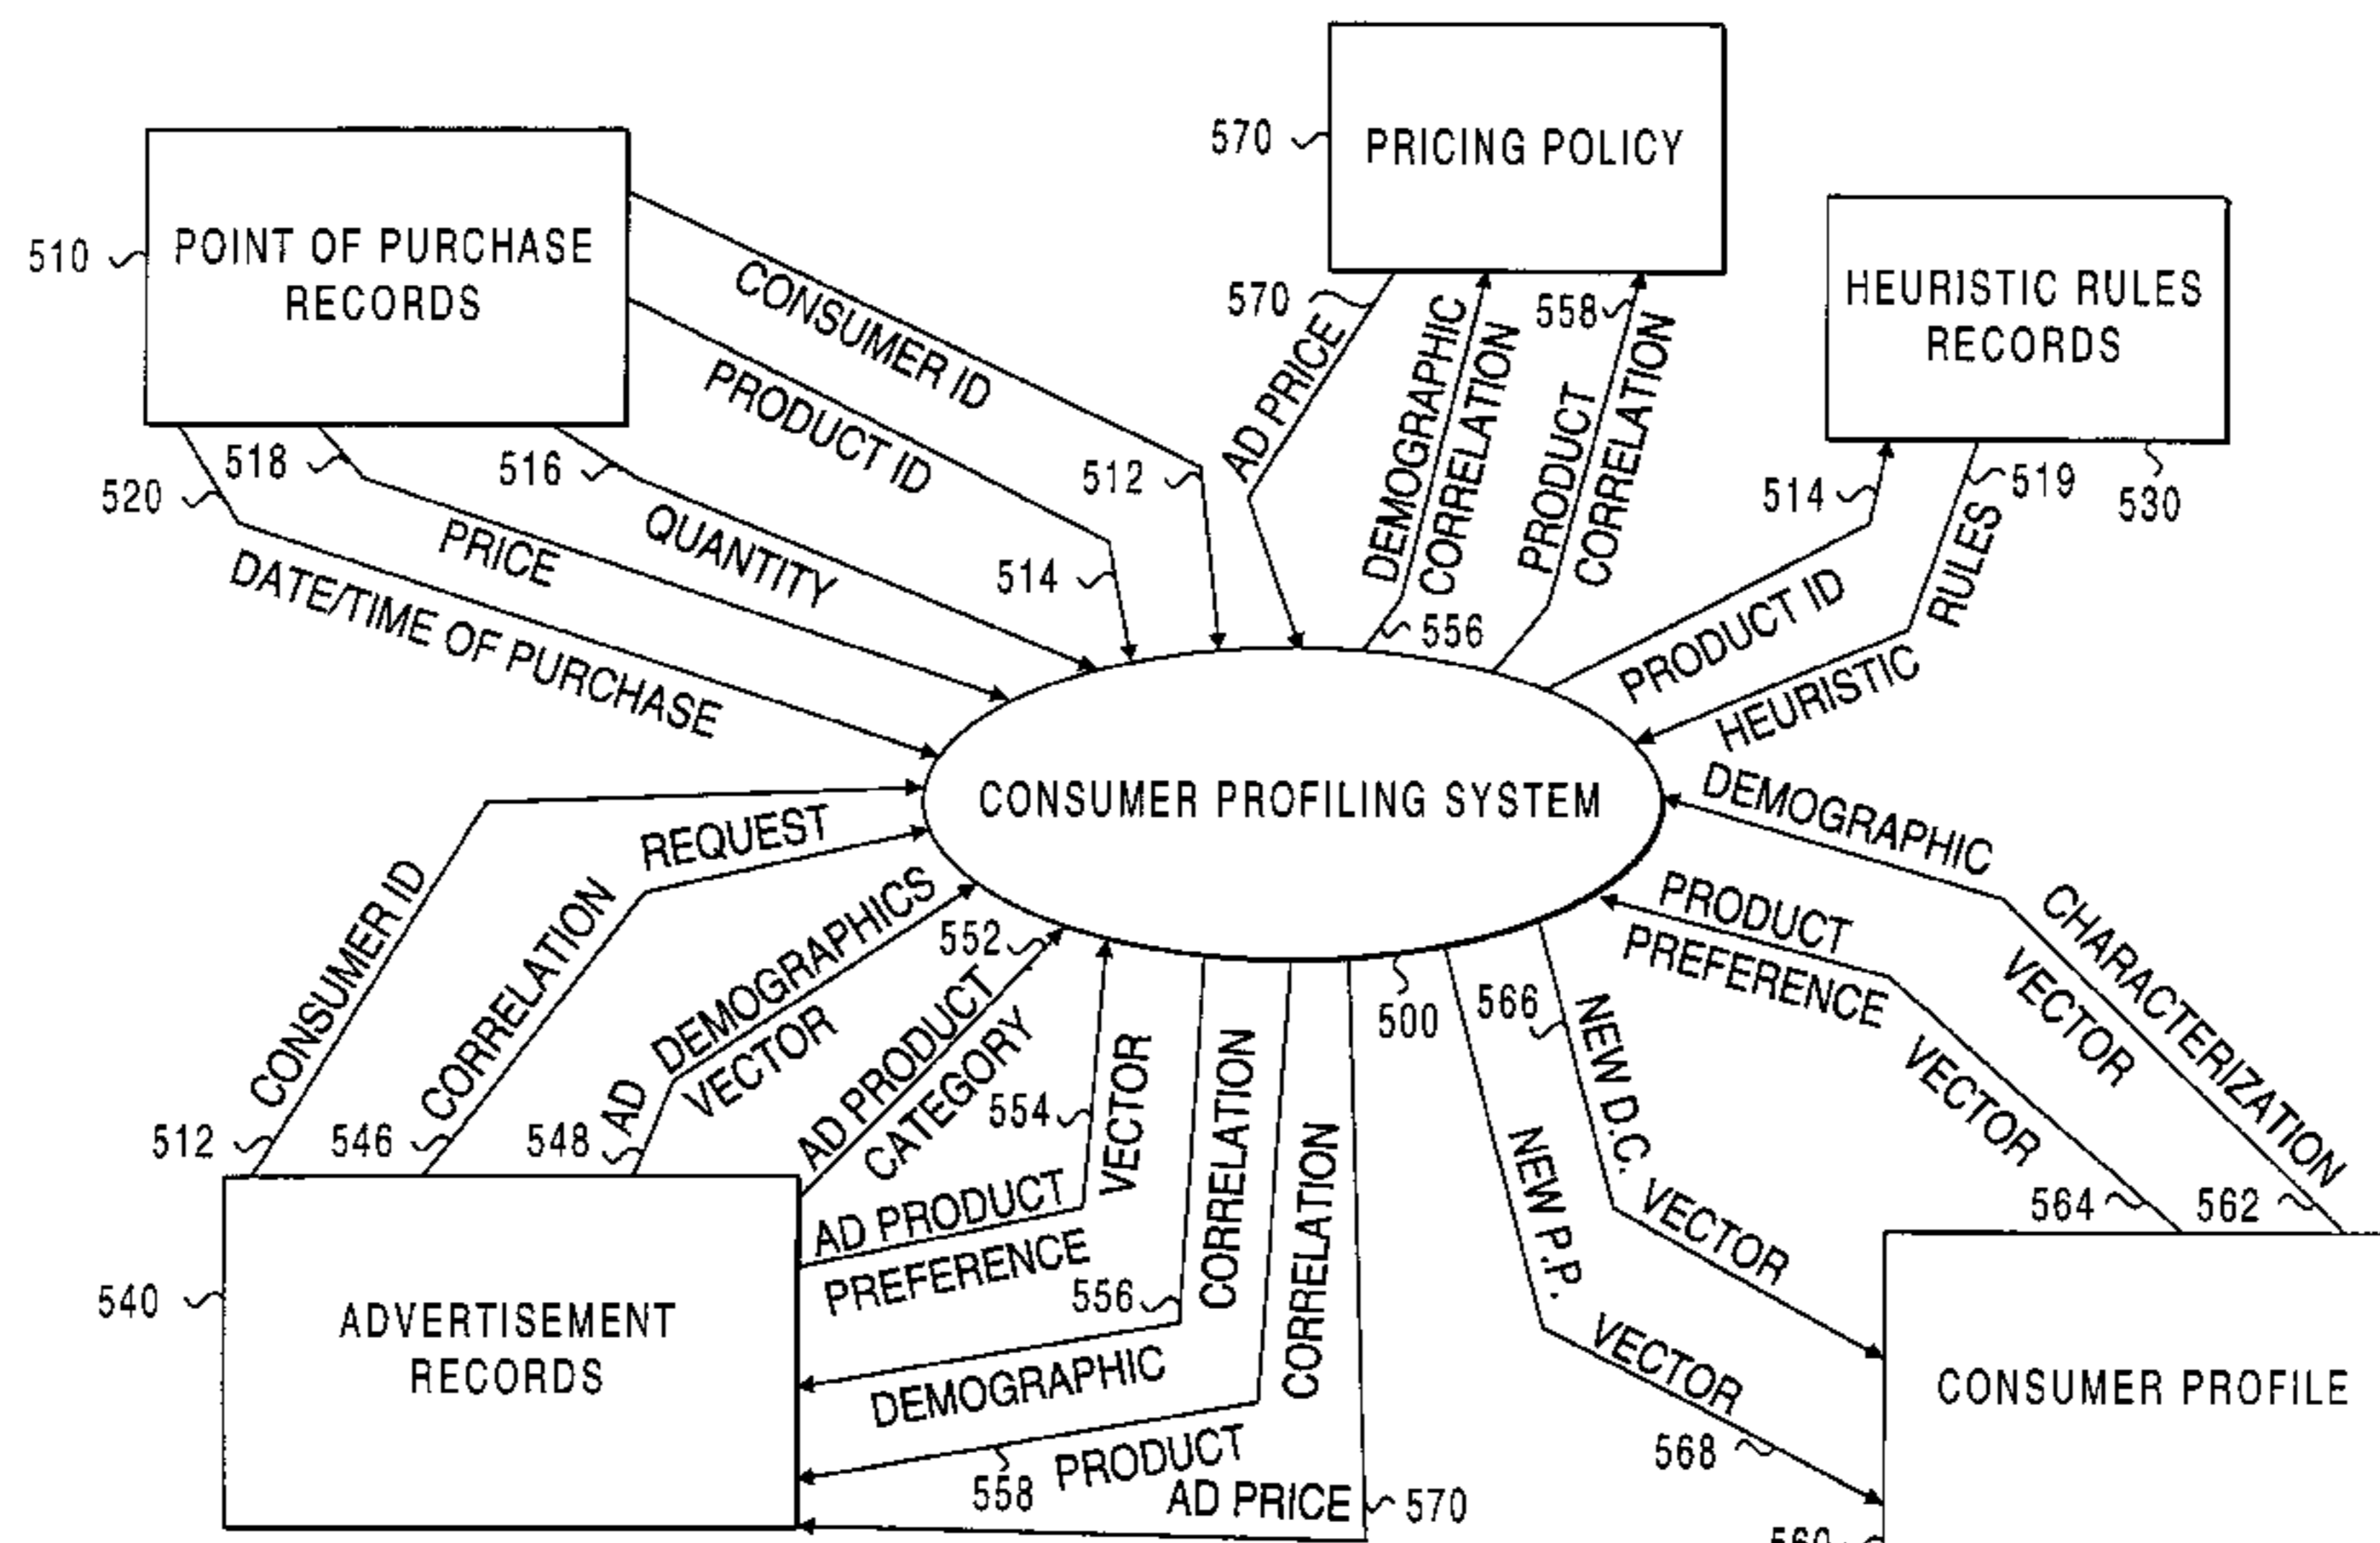 570
PRICING POLICY
510
POINT OF PURCHASE
RECORDS
HEURISTIC RULES
RECORDS
530
CONSUMER ID
512
PRODUCT ID
514
516
QUANTITY
518
PRICE
520
DATE/TIME OF PURCHASE
570
AD PRICE
DEMOGRAPHIC
CORRELATION
556
558
PRODUCT
CORRELATION
514
PRODUCT ID
519
HEURISTIC
RULES
CONSUMER PROFILING SYSTEM
500
512
CONSUMER ID
546
CORRELATION
REQUEST
548
AD DEMOGRAPHICS
VECTOR
552
AD PRODUCT
CATEGORY
554
AD PRODUCT
PREFERENCE
VECTOR
556
DEMOGRAPHIC
CORRELATION
558
PRODUCT
CORRELATION
AD PRICE
570
540
ADVERTISEMENT
RECORDS
DEMOGRAPHIC
CHARACTERIZATION
VECTOR
562
PRODUCT
PREFERENCE
VECTOR
564
566
NEW D.C. VECTOR
NEW P.P. VECTOR
568
CONSUMER PROFILE